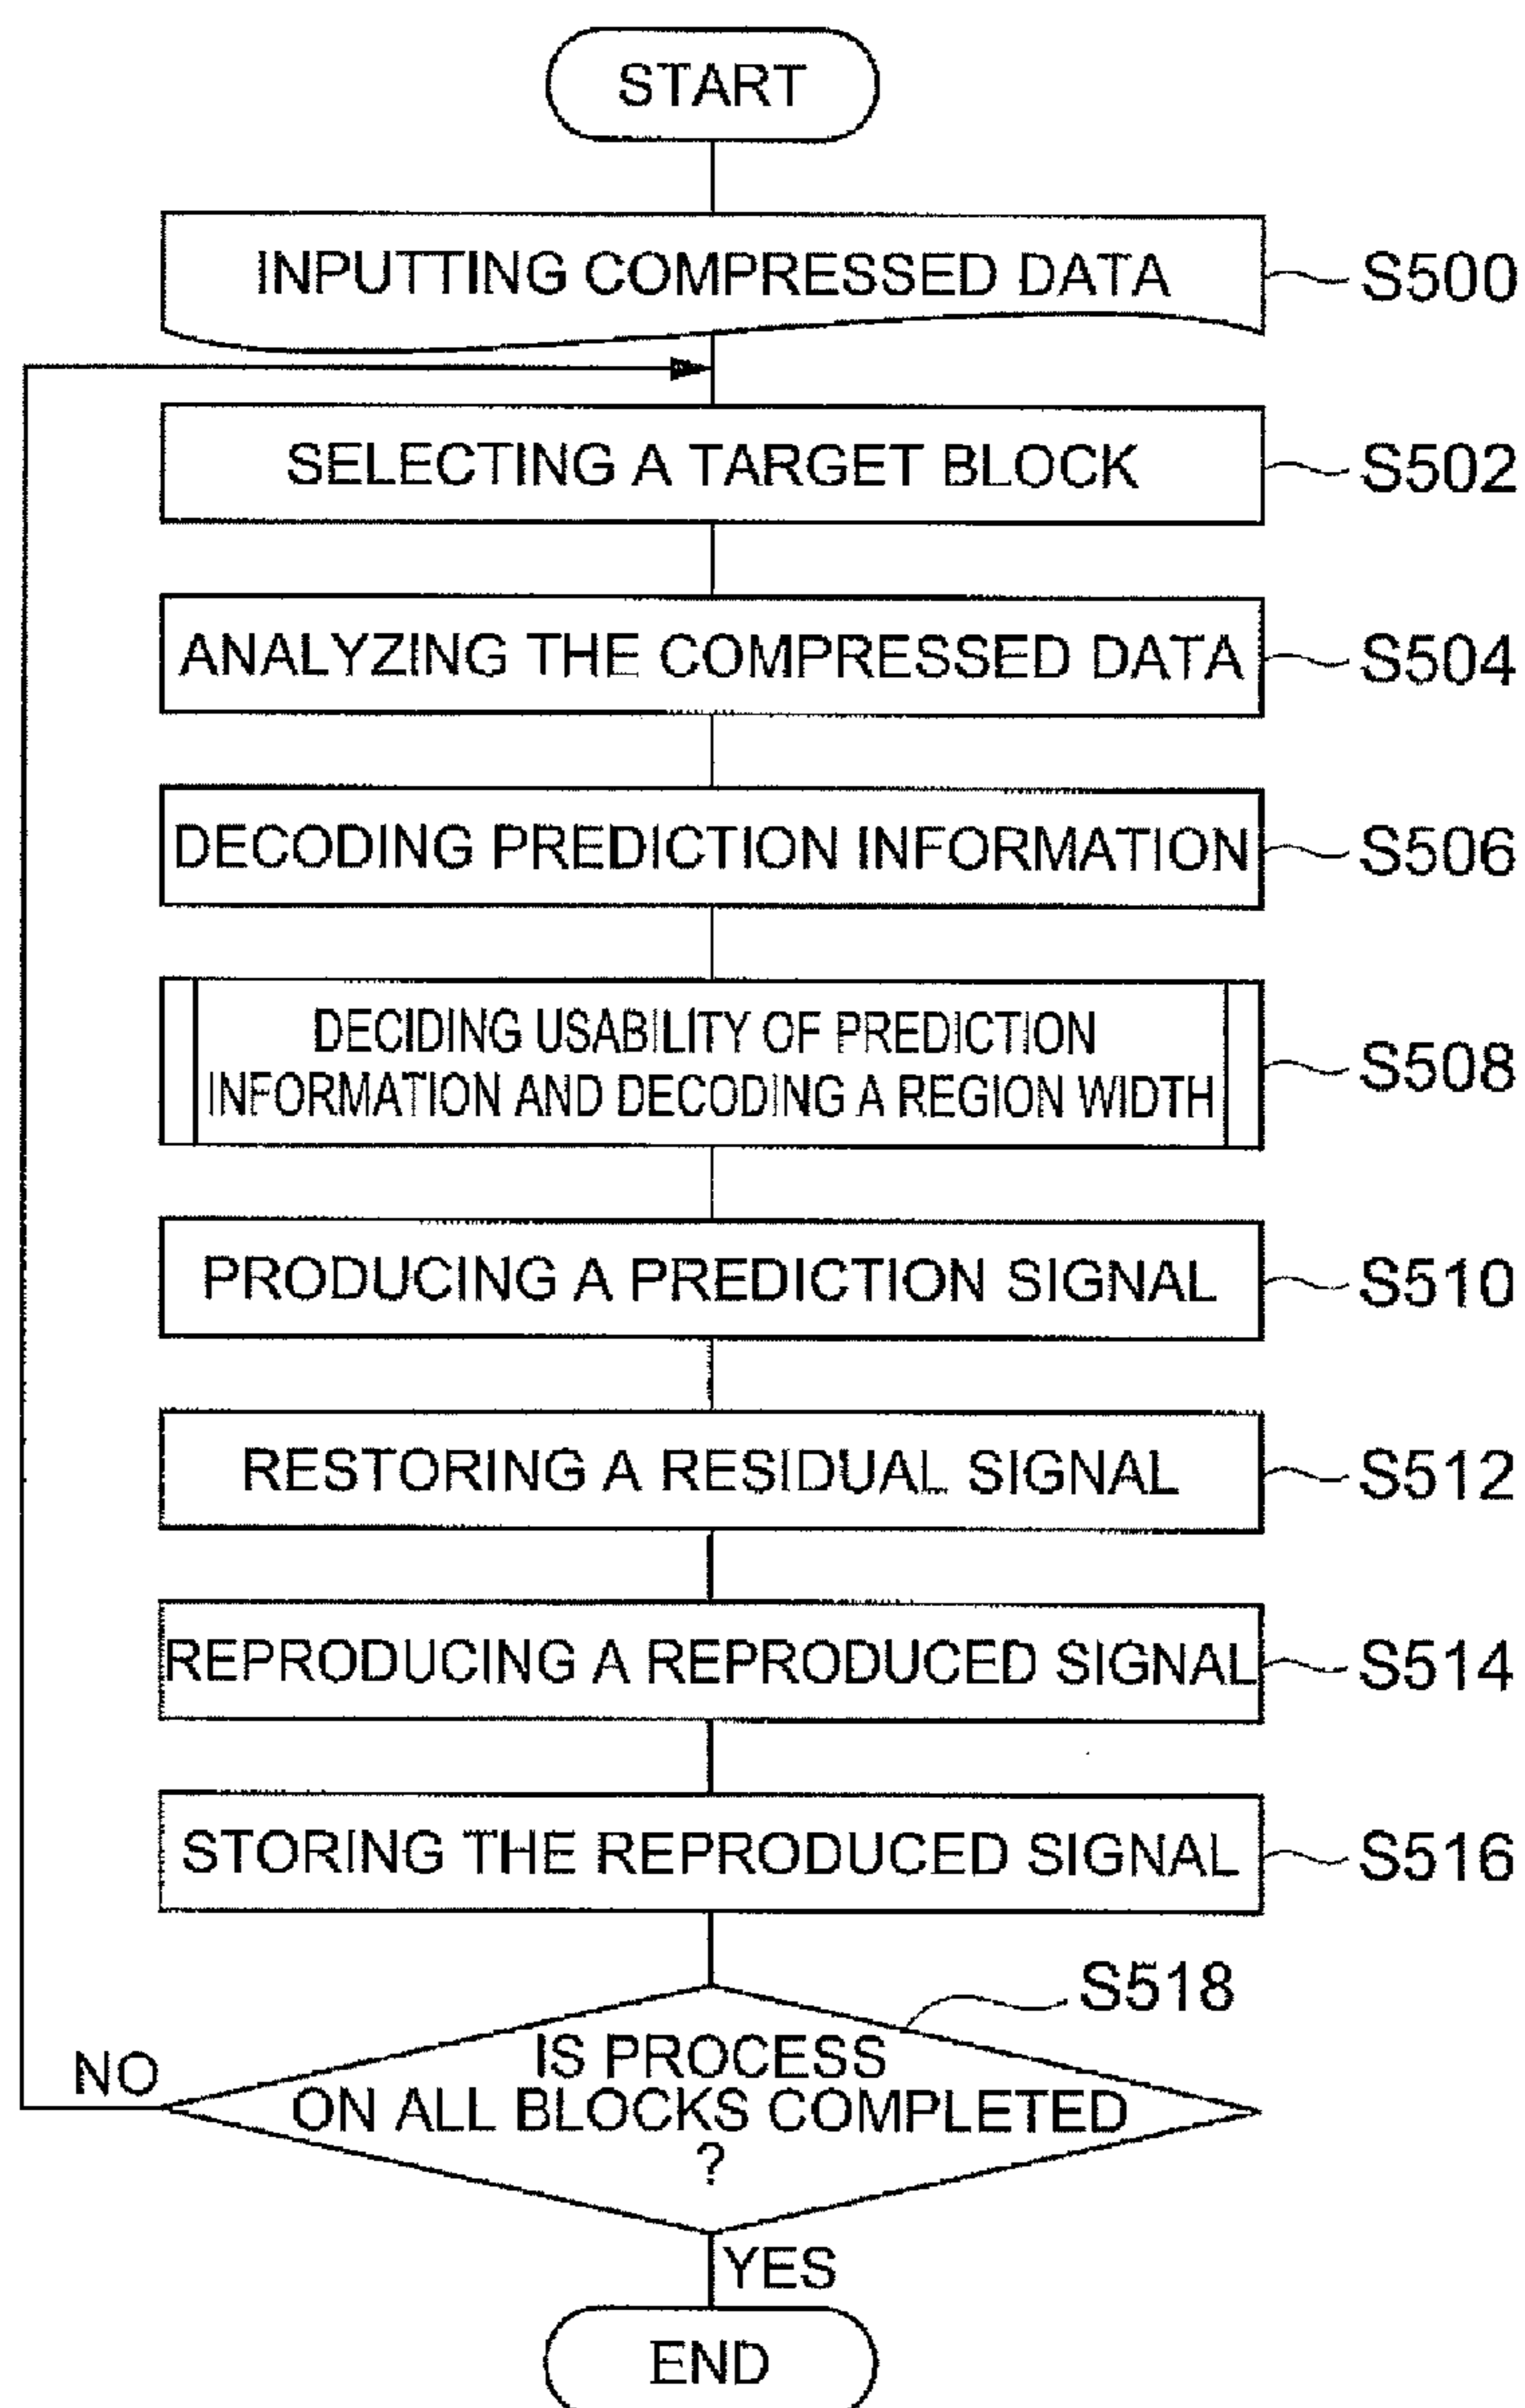 START
INPUTTING COMPRESSED DATA
S500
SELECTING A TARGET BLOCK
S502
ANALYZING THE COMPRESSED DATA
S504
DECODING PREDICTION INFORMATION
S506
DECIDING USABILITY OF PREDICTION
INFORMATION AND DECODING A REGION WIDTH
S508
PRODUCING A PREDICTION SIGNAL
S510
RESTORING A RESIDUAL SIGNAL
S512
REPRODUCING A REPRODUCED SIGNAL
S514
STORING THE REPRODUCED SIGNAL
S516
S518
IS PROCESS
ON ALL BLOCKS COMPLETED
?
NO
YES
END